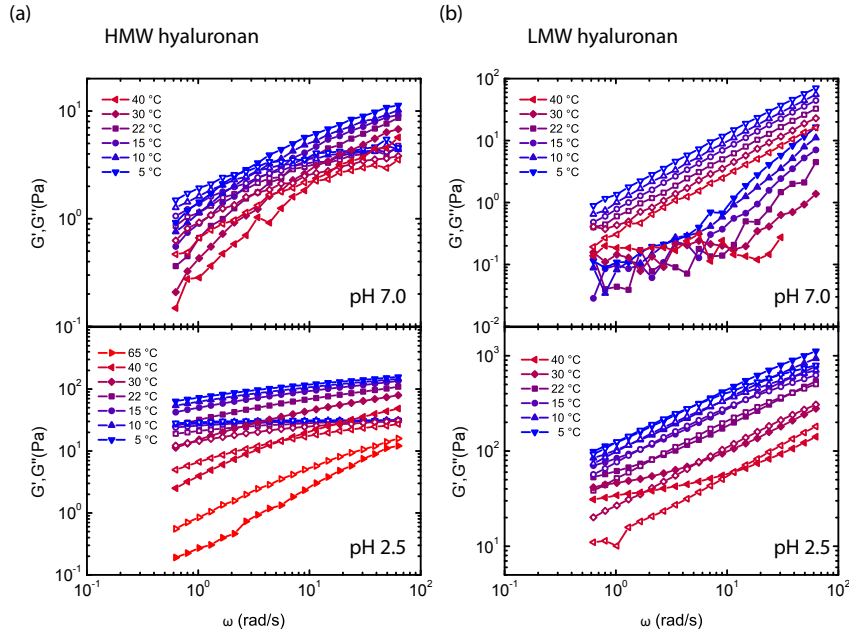 (a)
HMW hyaluronan
G',G''(Pa)
10¹
10⁰
10⁻¹
40 °C
30 °C
22 °C
15 °C
10 °C
5 °C
pH 7.0
G',G''(Pa)
10²
10¹
10⁰
10⁻¹
65 °C
40 °C
30 °C
22 °C
15 °C
10 °C
5 °C
pH 2.5
10⁻¹ 10⁰ 10¹ 10²
ω (rad/s)
(b)
LMW hyaluronan
G',G''(Pa)
10²
10¹
10⁰
10⁻¹
10⁻²
40 °C
30 °C
22 °C
15 °C
10 °C
5 °C
pH 7.0
G',G''(Pa)
10³
10²
10¹
40 °C
30 °C
22 °C
15 °C
10 °C
5 °C
pH 2.5
10⁻¹ 10⁰ 10¹ 10²
ω (rad/s)